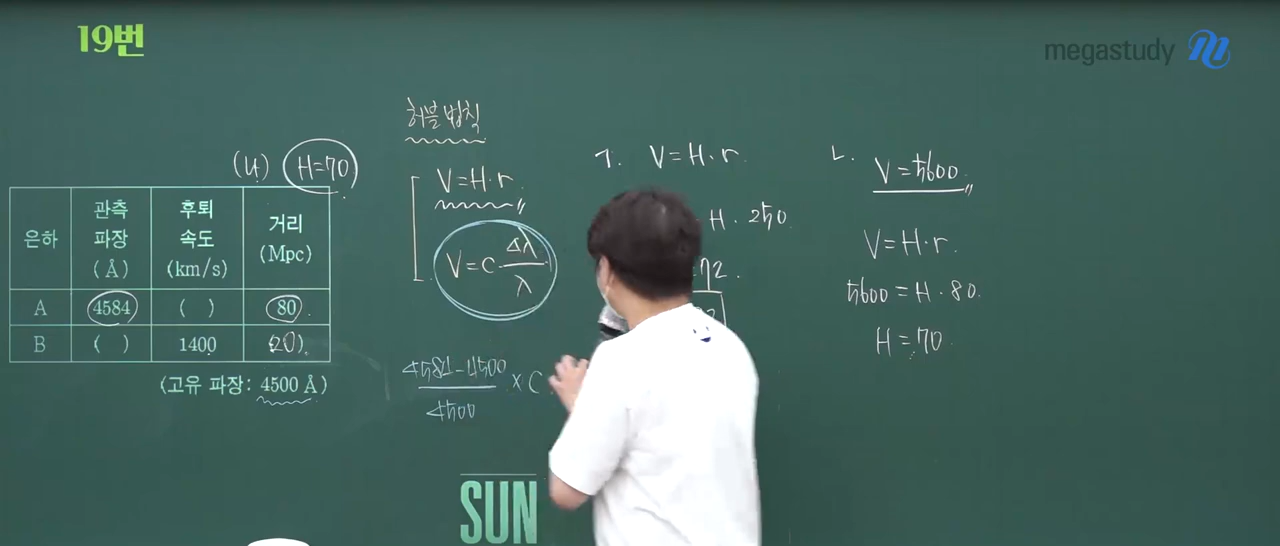 19번
megastudy
허블 법칙
(나) H=70
V=H·r
V=C Δλ/λ
은하 관측 파장 (Å) 후퇴 속도 (km/s) 거리 (Mpc)
A 4584 ( ) 80
B ( ) 1400 (20)
(고유 파장: 4500 Å)
4584-4500/4500 × C
ㄱ. V=H·r
H·250
72
ㄴ. V=5600
V=H·r
5600=H·80
H=70
SUN